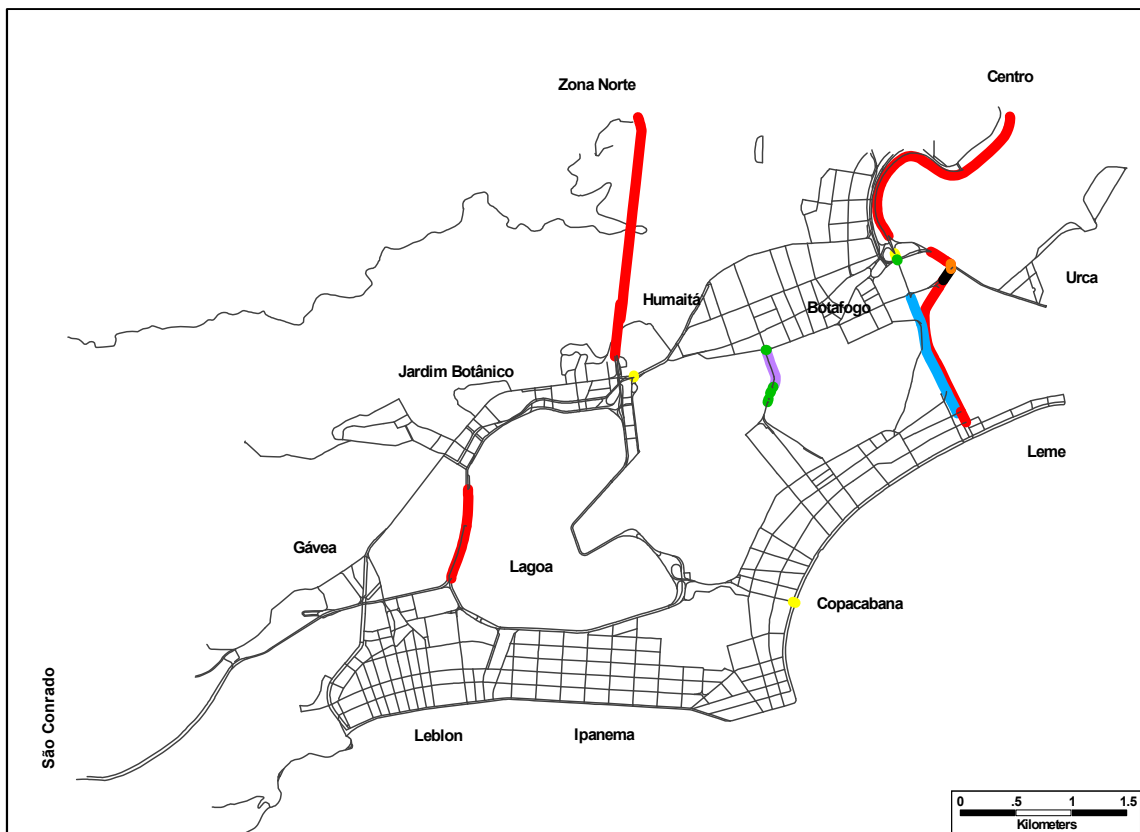 Centro
Zona Norte
Urca
Humaitá
Botafogo
Jardim Botânico
Leme
Gávea
Lagoa
Copacabana
São Conrado
Leblon
Ipanema
0 .5 1 1.5
Kilometers